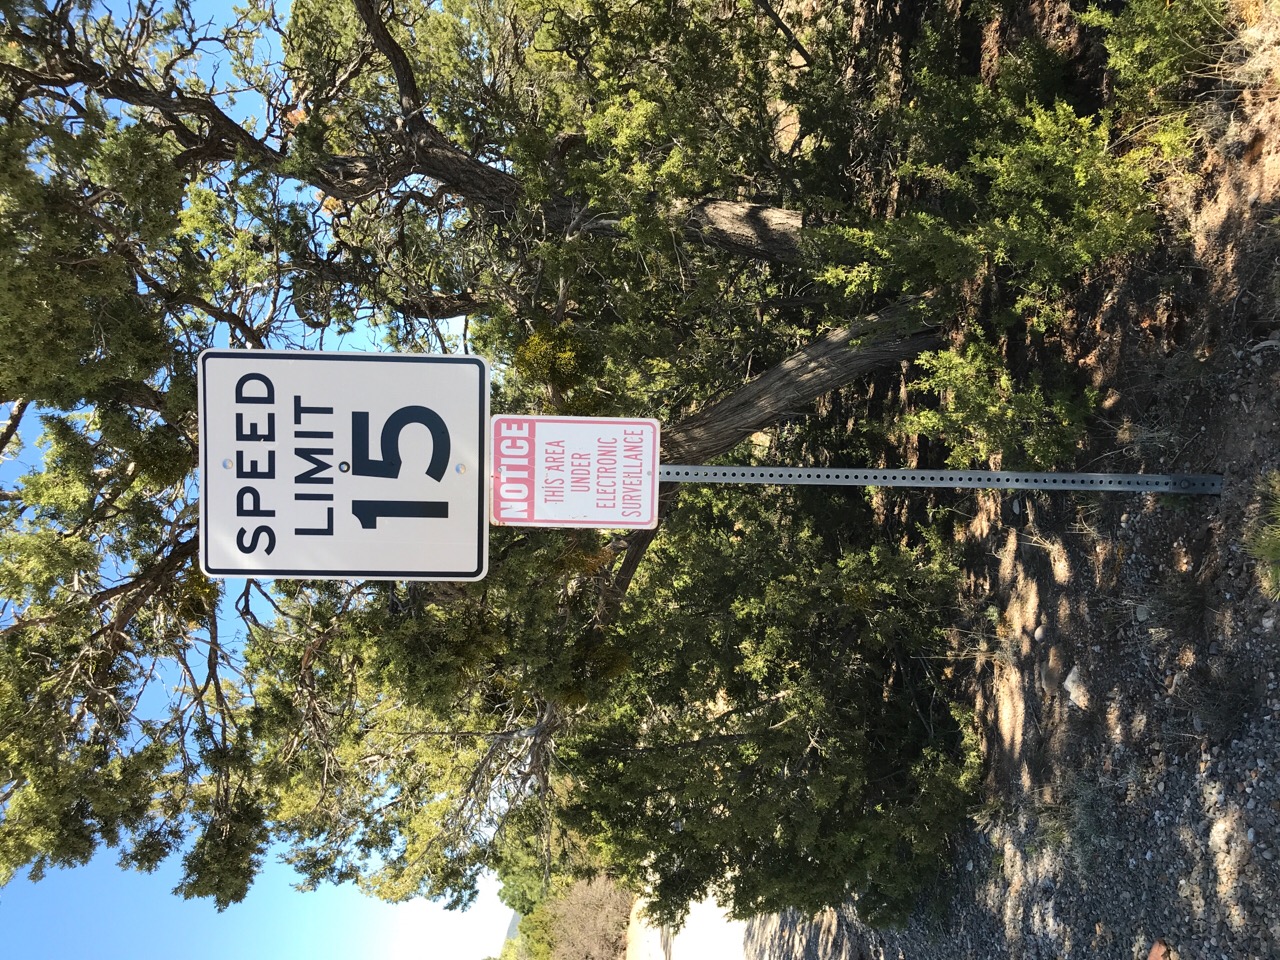 SPEED
LIMIT
15
NOTICE
THIS AREA
UNDER
ELECTRONIC
SURVEILLANCE